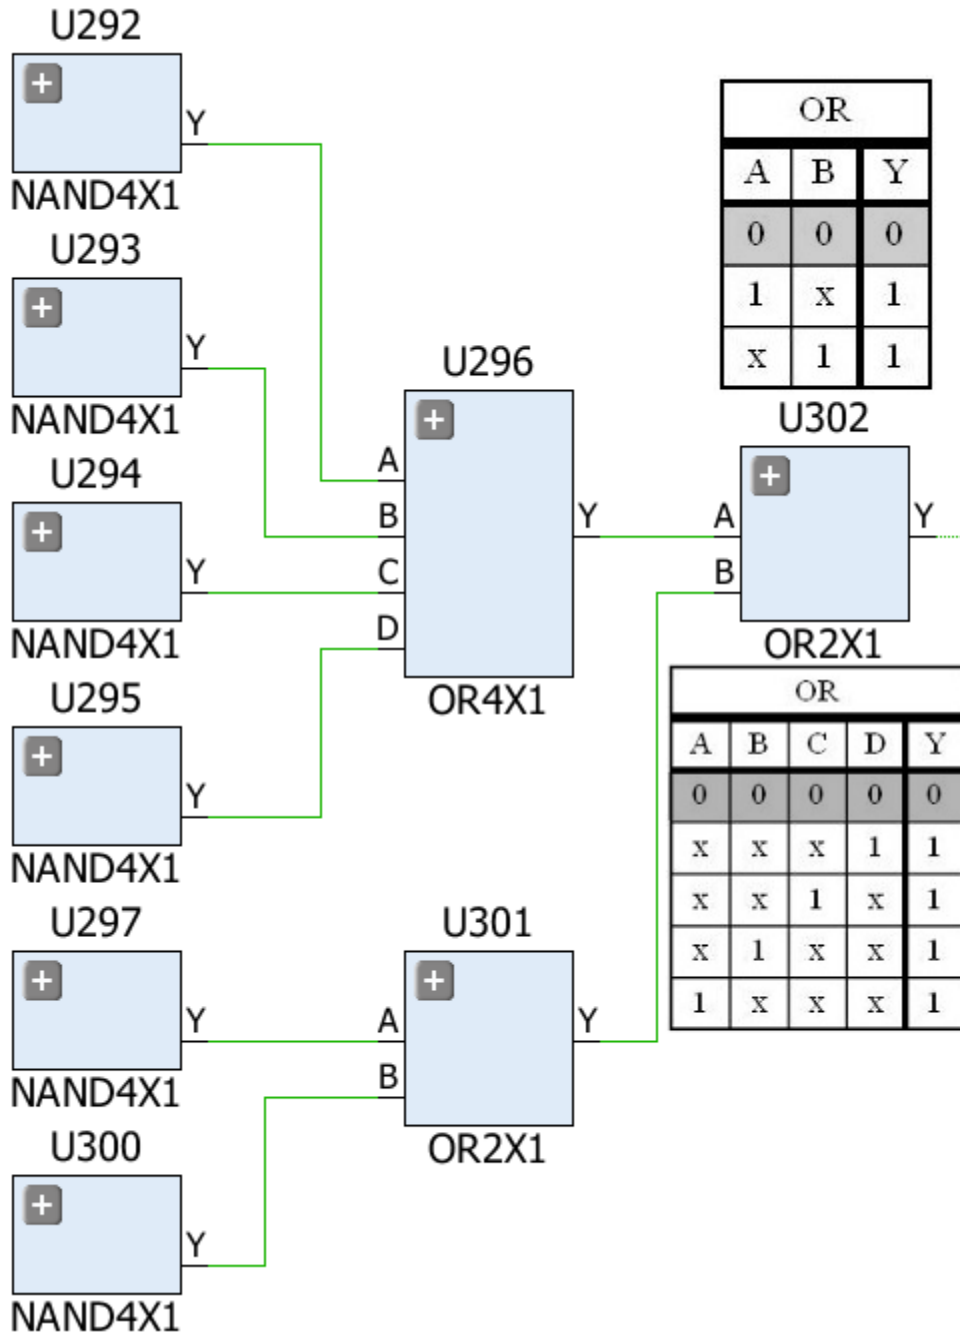 U292
+
Y
NAND4X1
U293
+
Y
NAND4X1
U294
+
Y
NAND4X1
U295
+
Y
NAND4X1
U297
+
Y
NAND4X1
U300
+
Y
NAND4X1
U296
+
A
B
C
D
Y
OR4X1
U301
+
A
B
Y
OR2X1
OR
A B Y
0 0 0
1 x 1
x 1 1
U302
+
A
B
Y
OR2X1
OR
A B C D Y
0 0 0 0 0
x x x 1 1
x x 1 x 1
x 1 x x 1
1 x x x 1